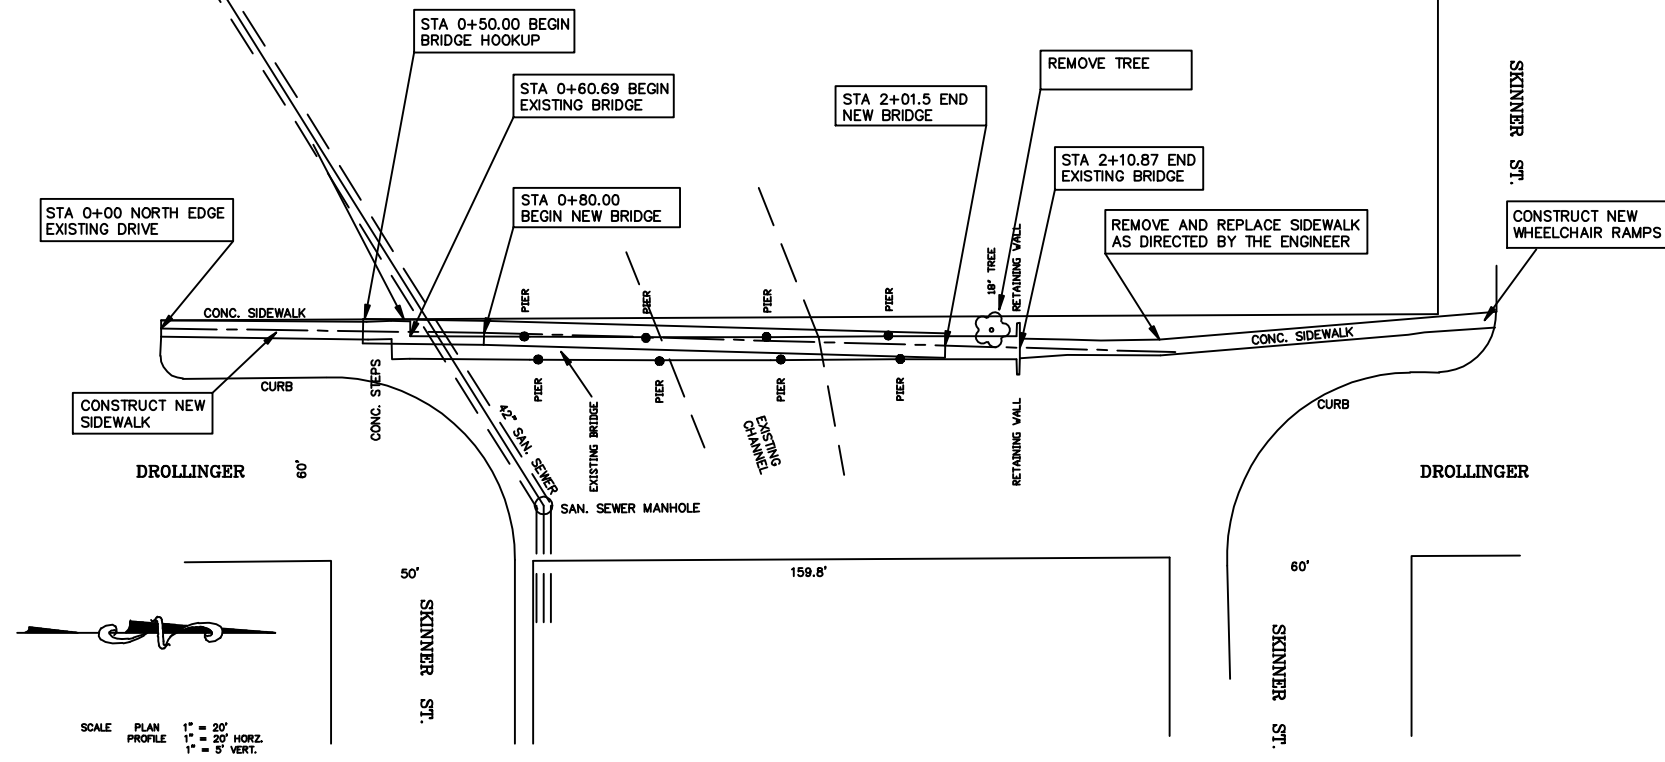 STA 0+50.00 BEGIN
BRIDGE HOOKUP
STA 0+60.69 BEGIN
EXISTING BRIDGE
STA 2+01.5 END
NEW BRIDGE
REMOVE TREE
SKINNER ST.
STA 2+10.87 END
EXISTING BRIDGE
STA 0+00 NORTH EDGE
EXISTING DRIVE
STA 0+80.00
BEGIN NEW BRIDGE
REMOVE AND REPLACE SIDEWALK
AS DIRECTED BY THE ENGINEER
CONSTRUCT NEW
WHEELCHAIR RAMPS
CONC. SIDEWALK
PIER
PIER
PIER
PIER
18" TREE
RETAINING WALL
CONC. SIDEWALK
CURB
CONC. STEPS
PIER
PIER
PIER
PIER
CONSTRUCT NEW
SIDEWALK
42" SAN. SEWER
EXISTING BRIDGE
EXISTING
CHANNEL
RETAINING WALL
CURB
DROLLINGER
60'
DROLLINGER
SAN. SEWER MANHOLE
50'
159.8'
60'
SKINNER ST.
SKINNER ST.
SCALE PLAN 1" = 20'
PROFILE 1" = 20' HORZ.
1" = 5' VERT.